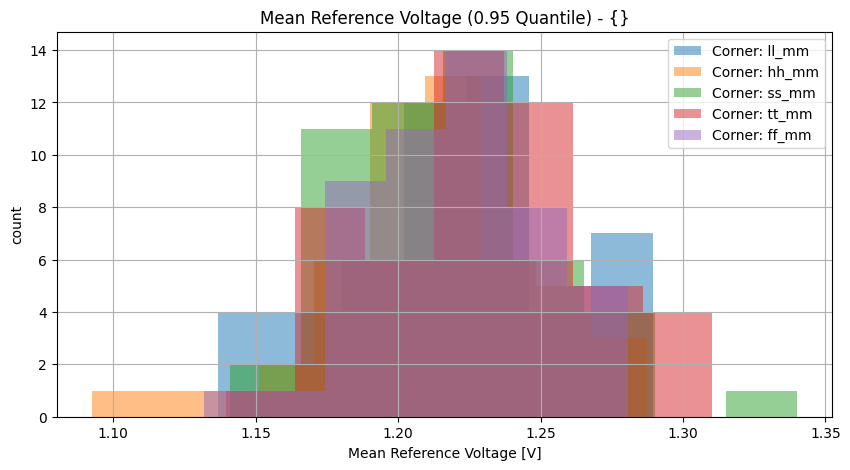 Mean Reference Voltage (0.95 Quantile) - {}
14
12
10
8
6
4
2
0
count
Corner: ll_mm
Corner: hh_mm
Corner: ss_mm
Corner: tt_mm
Corner: ff_mm
1.10 1.15 1.20 1.25 1.30 1.35
Mean Reference Voltage [V]